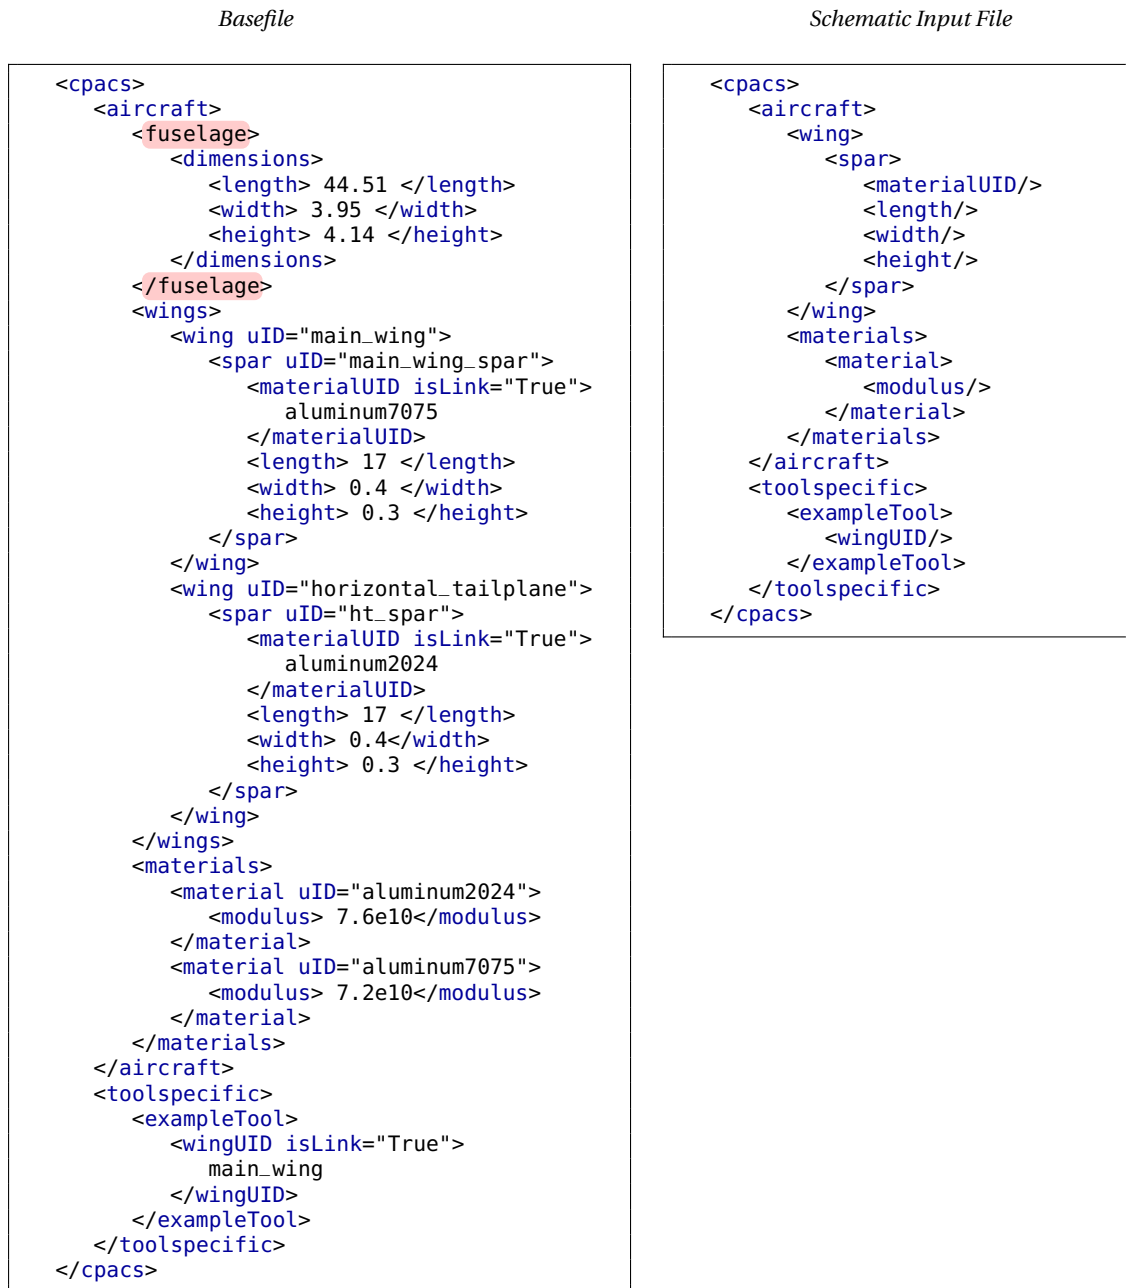 Basefile
<cpacs>
<aircraft>
<fuselage>
<dimensions>
<length> 44.51 </length>
<width> 3.95 </width>
<height> 4.14 </height>
</dimensions>
</fuselage>
<wings>
<wing uID="main_wing">
<spar uID="main_wing_spar">
<materialUID isLink="True">
aluminum7075
</materialUID>
<length> 17 </length>
<width> 0.4 </width>
<height> 0.3 </height>
</spar>
</wing>
<wing uID="horizontal_tailplane">
<spar uID="ht_spar">
<materialUID isLink="True">
aluminum2024
</materialUID>
<length> 17 </length>
<width> 0.4</width>
<height> 0.3 </height>
</spar>
</wing>
</wings>
<materials>
<material uID="aluminum2024">
<modulus> 7.6e10</modulus>
</material>
<material uID="aluminum7075">
<modulus> 7.2e10</modulus>
</material>
</materials>
</aircraft>
<toolspecific>
<exampleTool>
<wingUID isLink="True">
main_wing
</wingUID>
</exampleTool>
</toolspecific>
</cpacs>
Schematic Input File
<cpacs>
<aircraft>
<wing>
<spar>
<materialUID/>
<length/>
<width/>
<height/>
</spar>
</wing>
<materials>
<material>
<modulus/>
</material>
</materials>
</aircraft>
<toolspecific>
<exampleTool>
<wingUID/>
</exampleTool>
</toolspecific>
</cpacs>